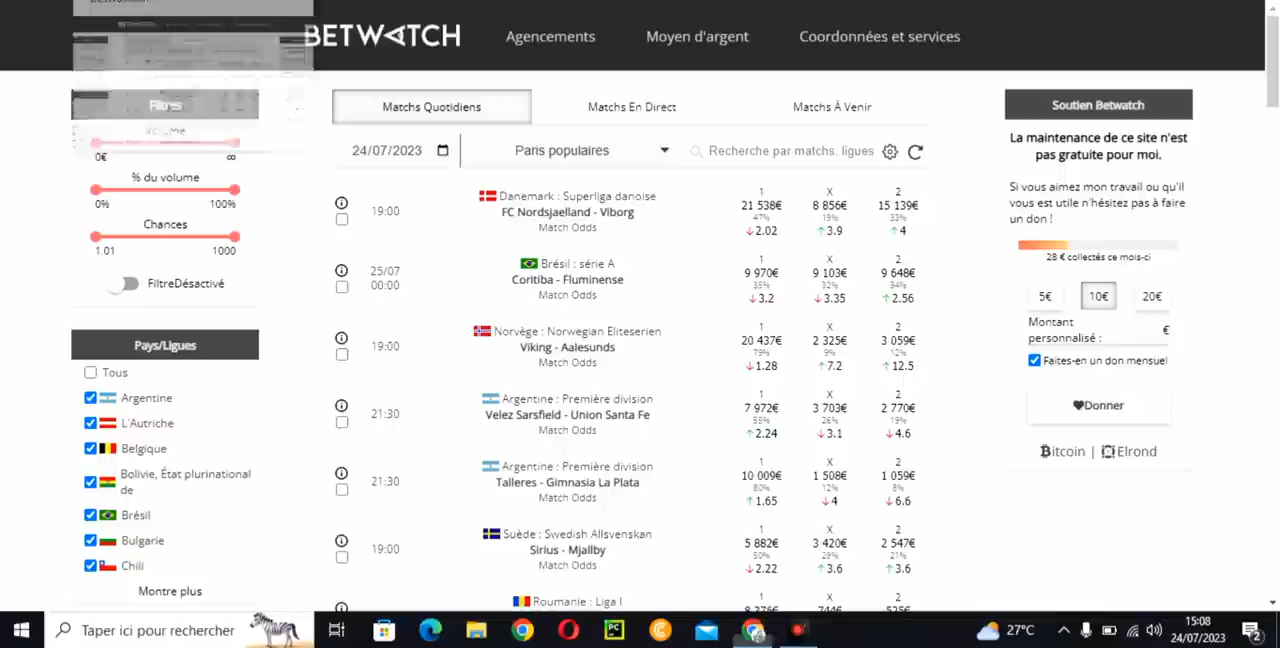 BETWATCH
Agencements
Moyen d'argent
Coordonnées et services
Filtres
Volume
0€ ∞
% du volume
0% 100%
Chances
1.01 1000
FiltreDésactivé
Pays/Ligues
Tous
Argentine
L'Autriche
Belgique
Bolivie, État plurinational
de
Brésil
Bulgarie
Chili
Montre plus
Matchs Quotidiens
Matchs En Direct
Matchs À Venir
24/07/2023
Paris populaires
Recherche par matchs. ligues
19:00
Danemark : Superliga danoise
FC Nordsjaelland - Viborg
Match Odds
1 X 2
21 538€ 8 856€ 15 139€
47% 19% 33%
↓2.02 ↑3.9 ↑4
25/07
00:00
Brésil : série A
Coritiba - Fluminense
Match Odds
1 X 2
9 970€ 9 103€ 9 648€
35% 32% 34%
↓3.2 ↓3.35 ↑2.56
19:00
Norvège : Norwegian Eliteserien
Viking - Aalesunds
Match Odds
1 X 2
20 437€ 2 325€ 3 059€
79% 9% 12%
↓1.28 ↑7.2 ↑12.5
21:30
Argentine : Première division
Velez Sarsfield - Union Santa Fe
Match Odds
1 X 2
7 972€ 3 703€ 2 770€
55% 26% 19%
↑2.24 ↓3.1 ↓4.6
21:30
Argentine : Première division
Talleres - Gimnasia La Plata
Match Odds
1 X 2
10 009€ 1 508€ 1 059€
80% 12% 8%
↑1.65 ↓4 ↓6.6
19:00
Suède : Swedish Allsvenskan
Sirius - Mjallby
Match Odds
1 X 2
5 882€ 3 420€ 2 547€
50% 29% 21%
↓2.22 ↑3.6 ↑3.6
Roumanie : Liga I
1 X 2
Soutien Betwatch
La maintenance de ce site n'est
pas gratuite pour moi.
Si vous aimez mon travail ou qu'il
vous est utile n'hésitez pas à faire
un don !
28 € collectés ce mois-ci
5€ 10€ 20€
Montant
personnalisé : €
Faites-en un don mensuel
Donner
Bitcoin | Elrond
Taper ici pour rechercher
PC
27°C
15:08
24/07/2023
2